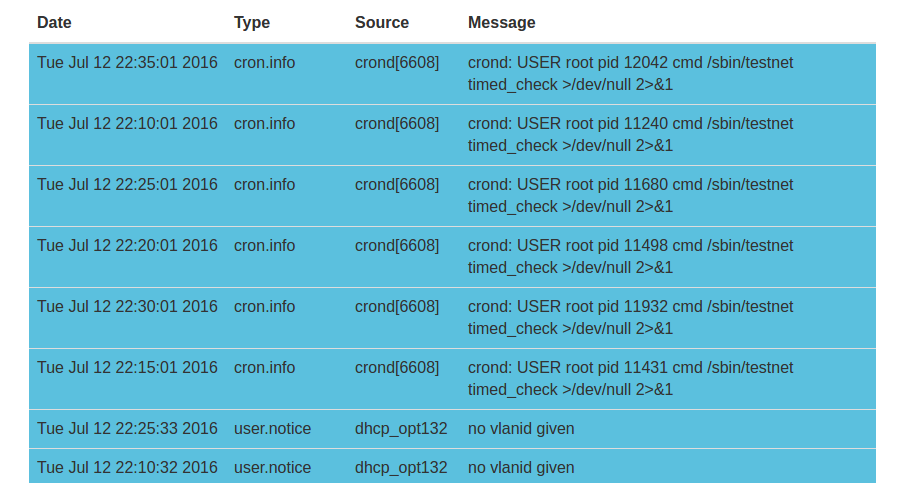 Date Type Source Message
Tue Jul 12 22:35:01 2016 cron.info crond[6608] crond: USER root pid 12042 cmd /sbin/testnet
timed_check >/dev/null 2>&1
Tue Jul 12 22:10:01 2016 cron.info crond[6608] crond: USER root pid 11240 cmd /sbin/testnet
timed_check >/dev/null 2>&1
Tue Jul 12 22:25:01 2016 cron.info crond[6608] crond: USER root pid 11680 cmd /sbin/testnet
timed_check >/dev/null 2>&1
Tue Jul 12 22:20:01 2016 cron.info crond[6608] crond: USER root pid 11498 cmd /sbin/testnet
timed_check >/dev/null 2>&1
Tue Jul 12 22:30:01 2016 cron.info crond[6608] crond: USER root pid 11932 cmd /sbin/testnet
timed_check >/dev/null 2>&1
Tue Jul 12 22:15:01 2016 cron.info crond[6608] crond: USER root pid 11431 cmd /sbin/testnet
timed_check >/dev/null 2>&1
Tue Jul 12 22:25:33 2016 user.notice dhcp_opt132 no vlanid given
Tue Jul 12 22:10:32 2016 user.notice dhcp_opt132 no vlanid given